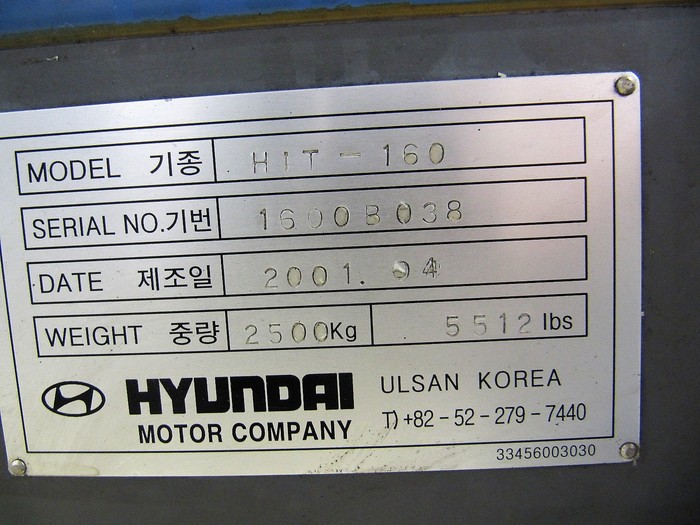 MODEL 기종 HIT-160
SERIAL NO.기번 1600B038
DATE 제조일 2001. 04
WEIGHT 중량 2500Kg 5512 lbs
HYUNDAI ULSAN KOREA
MOTOR COMPANY T)+82-52-279-7440
33456003030